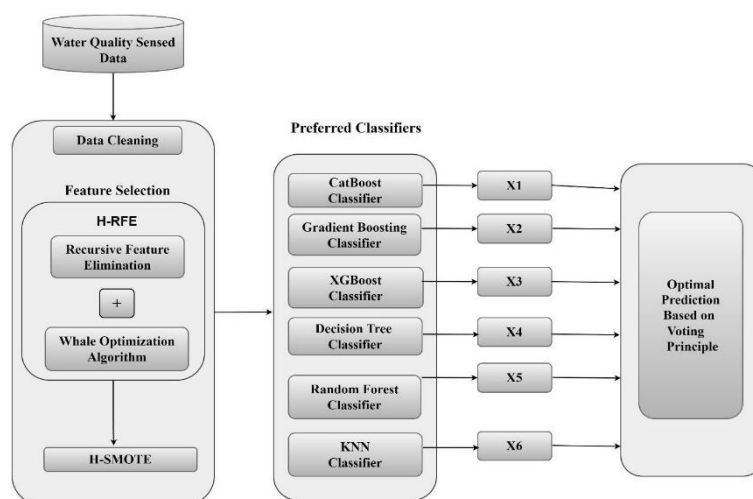 Water Quality Sensed
Data
Data Cleaning
Feature Selection
H-RFE
Recursive Feature
Elimination
+
Whale Optimization
Algorithm
H-SMOTE
Preferred Classifiers
CatBoost
Classifier
Gradient Boosting
Classifier
XGBoost
Classifier
Decision Tree
Classifier
Random Forest
Classifier
KNN
Classifier
X1
X2
X3
X4
X5
X6
Optimal
Prediction
Based on
Voting
Principle